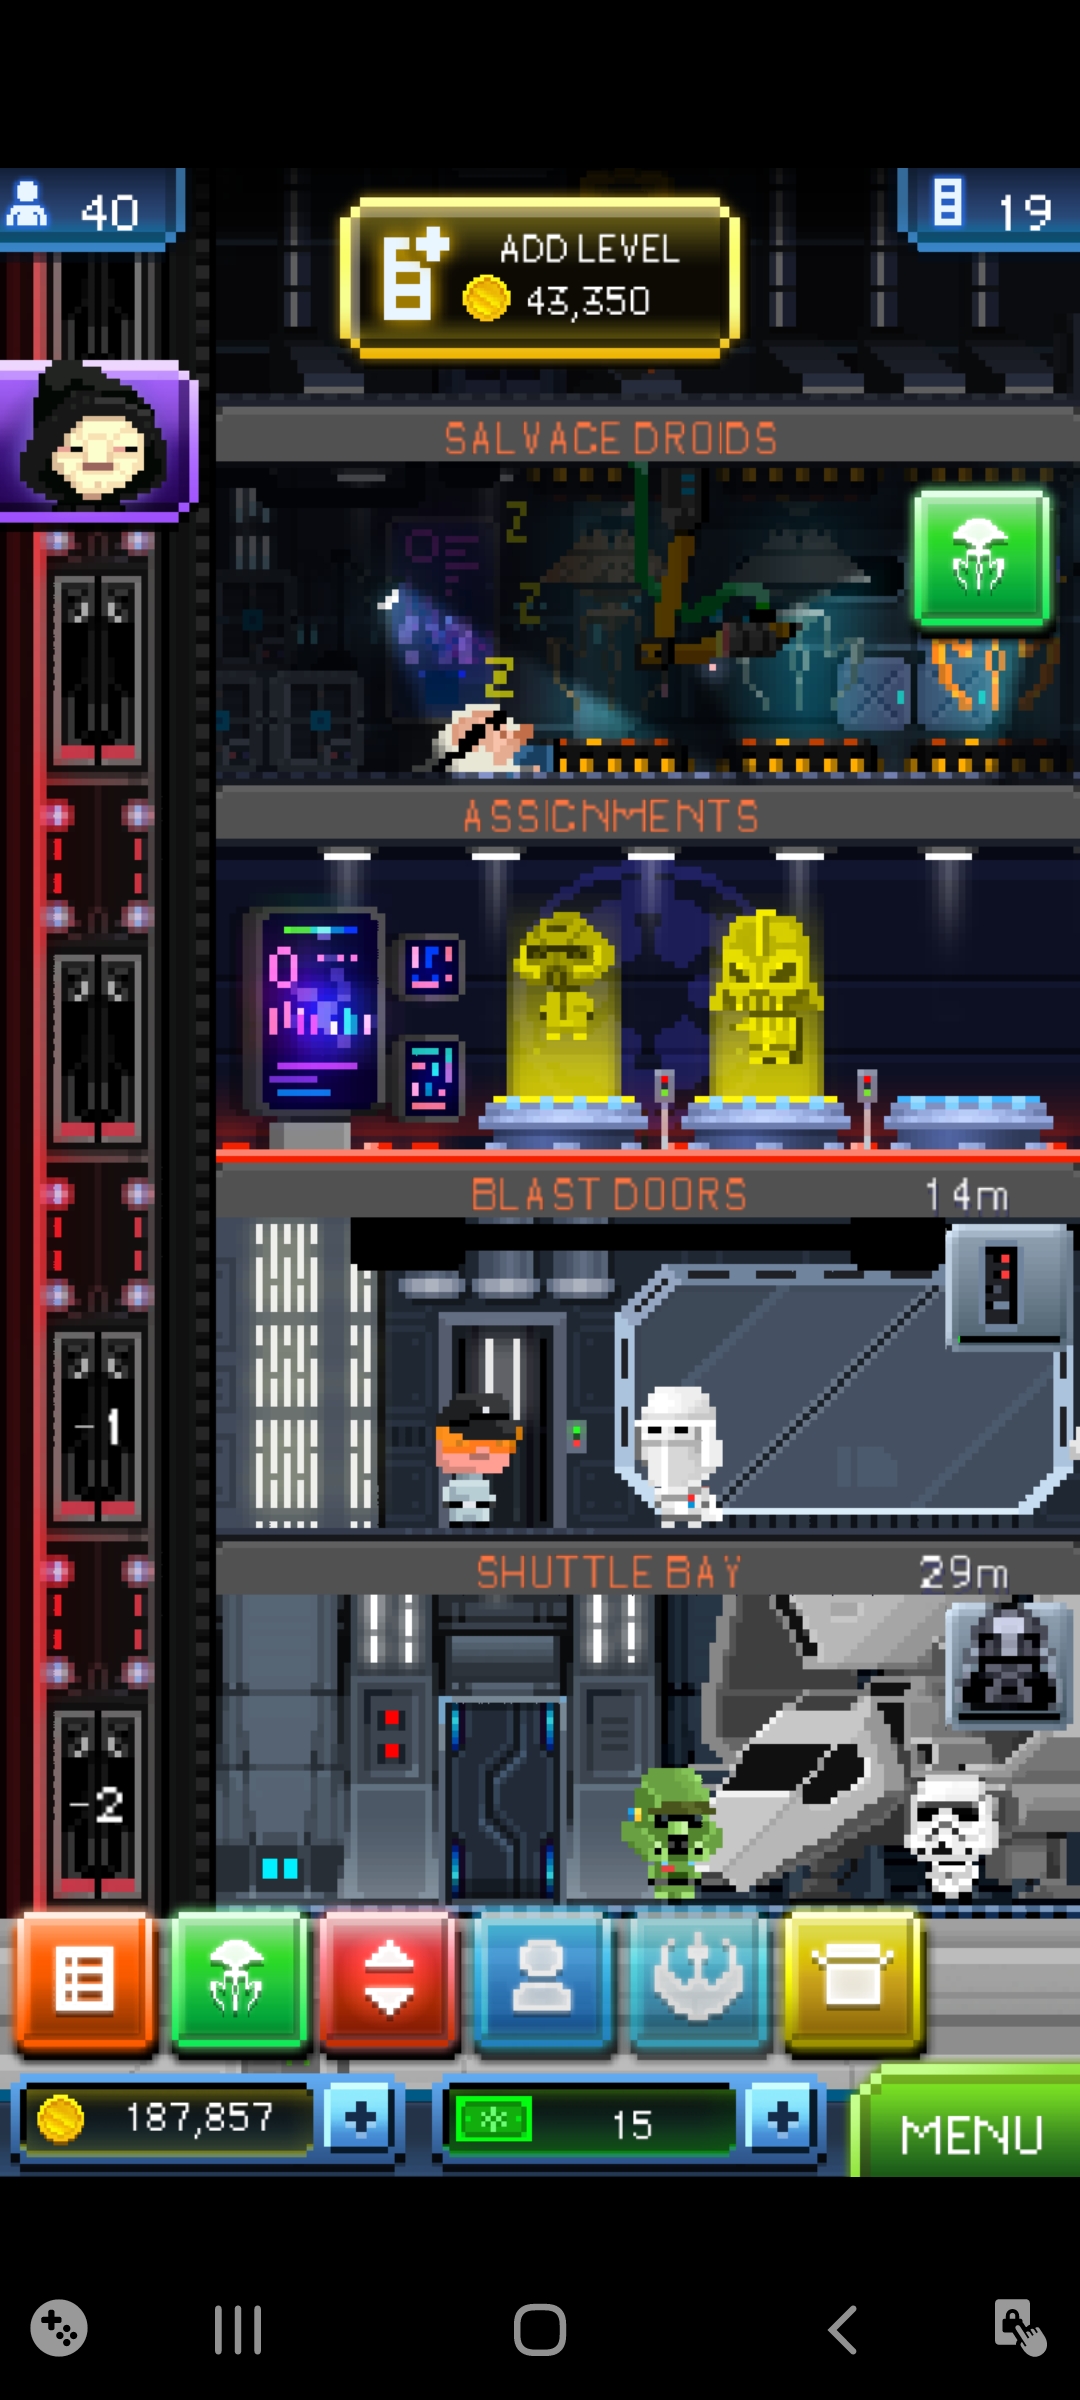 40
19
ADD LEVEL
43,350
SALVAGE DROIDS
Z
Z
Z
ASSIGNMENTS
BLAST DOORS 14m
-1
SHUTTLE BAY 29m
-2
187,857
15
MENU